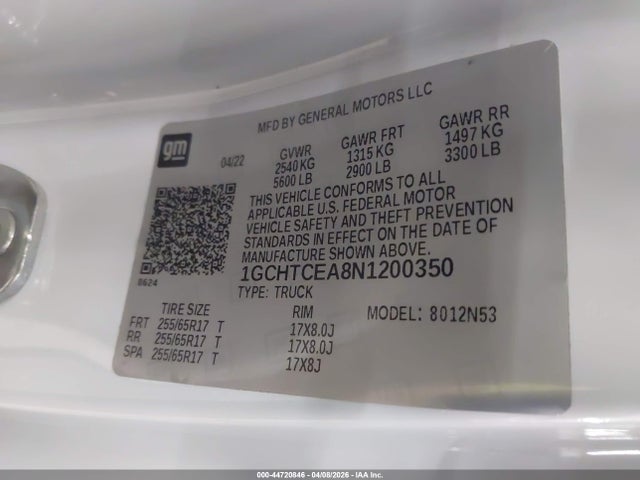 MFD BY GENERAL MOTORS LLC
gm
04/22
GVWR
2540 KG
5600 LB
GAWR FRT
1315 KG
2900 LB
GAWR RR
1497 KG
3300 LB
THIS VEHICLE CONFORMS TO ALL
APPLICABLE U.S. FEDERAL MOTOR
VEHICLE SAFETY AND THEFT PREVENTION
STANDARDS IN EFFECT ON THE DATE OF
MANUFACTURE SHOWN ABOVE.
8624
1GCHTCEA8N1200350
TYPE: TRUCK
MODEL: 8012N53
TIRE SIZE RIM
FRT 255/65R17 T 17X8.0J
RR 255/65R17 T 17X8.0J
SPA 255/65R17 T 17X8J
000-44720846 - 04/08/2026 - IAA Inc.